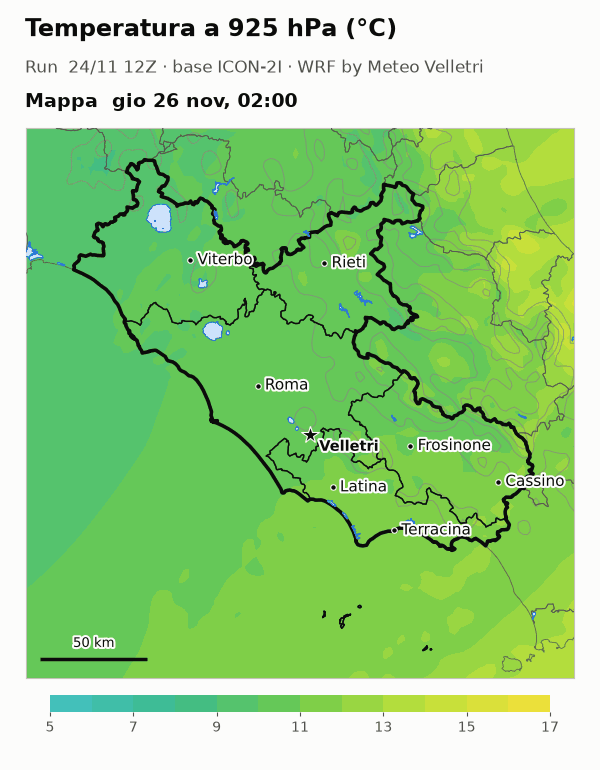 Temperatura a 925 hPa (°C)
Run  24/11 12Z · base ICON-2I · WRF by Meteo Velletri
Mappa  gio 26 nov, 02:00
Viterbo
Rieti
Roma
Velletri
Frosinone
Latina
Cassino
Terracina
50 km
5 7 9 11 13 15 17